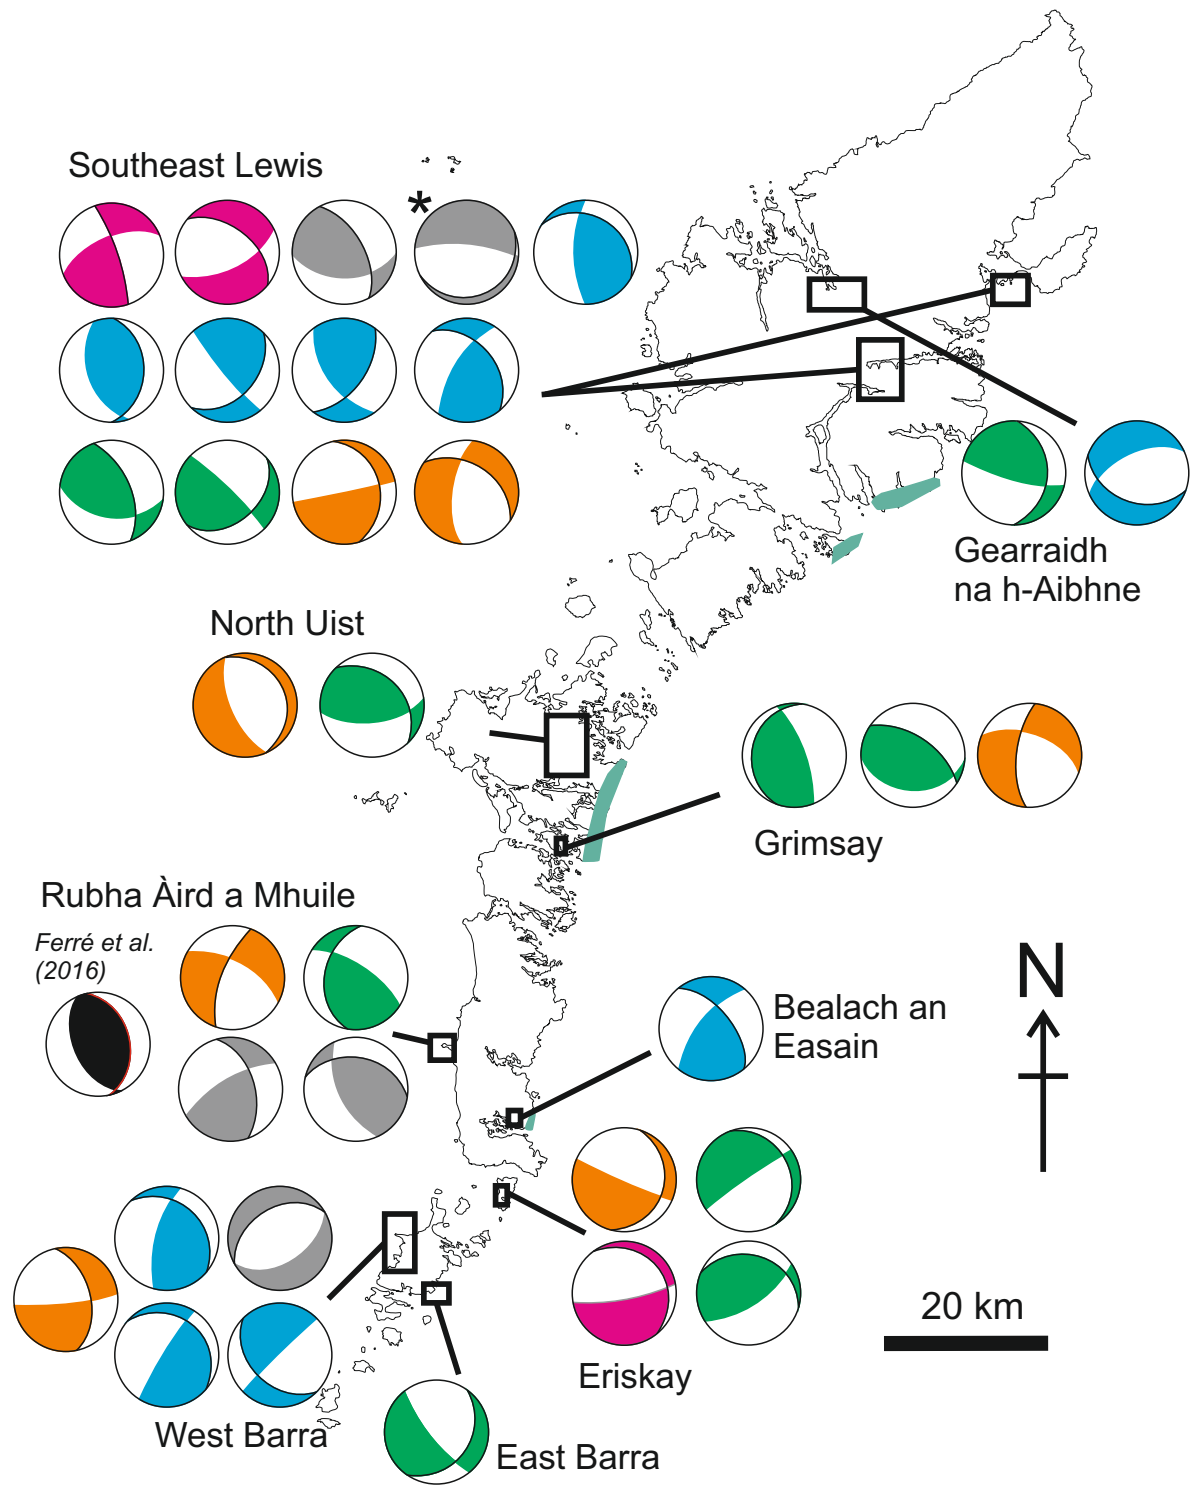 Southeast Lewis
*
Gearraidh
na h-Aibhne
North Uist
Grimsay
Rubha Àird a Mhuile
Ferré et al.
(2016)
N
Bealach an
Easain
20 km
Eriskay
West Barra
East Barra